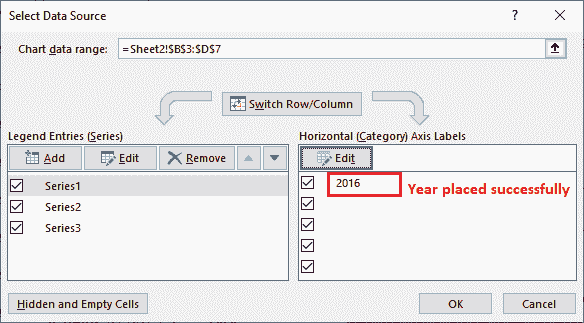 Select Data Source
? ×
Chart data range: =Sheet2!$B$3:$D$7
Switch Row/Column
Legend Entries (Series)
Add Edit Remove
Series1
Series2
Series3
Horizontal (Category) Axis Labels
Edit
2016 Year placed successfully
Hidden and Empty Cells OK Cancel